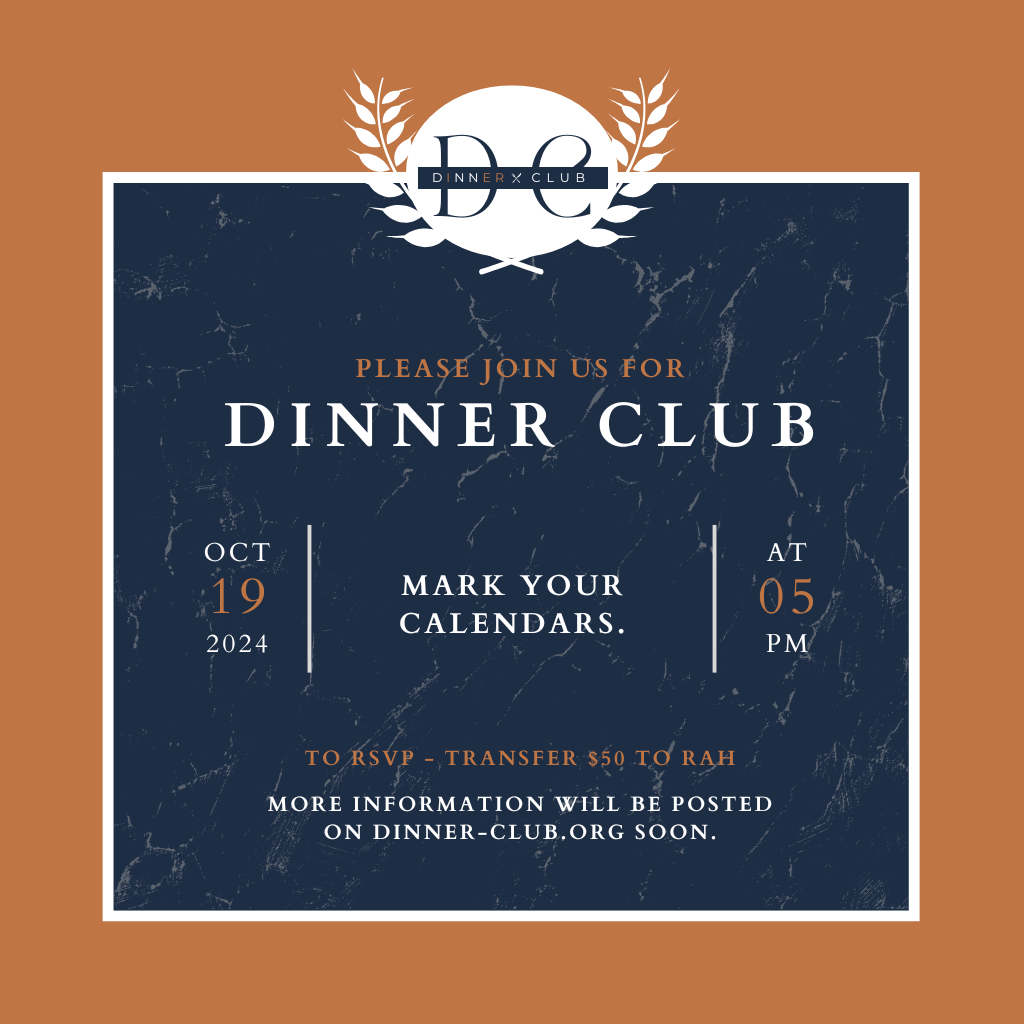 DC
DINNER CLUB
PLEASE JOIN US FOR
DINNER CLUB
OCT
19
2024
MARK YOUR
CALENDARS.
AT
05
PM
TO RSVP - TRANSFER $50 TO RAH
MORE INFORMATION WILL BE POSTED
ON DINNER-CLUB.ORG SOON.